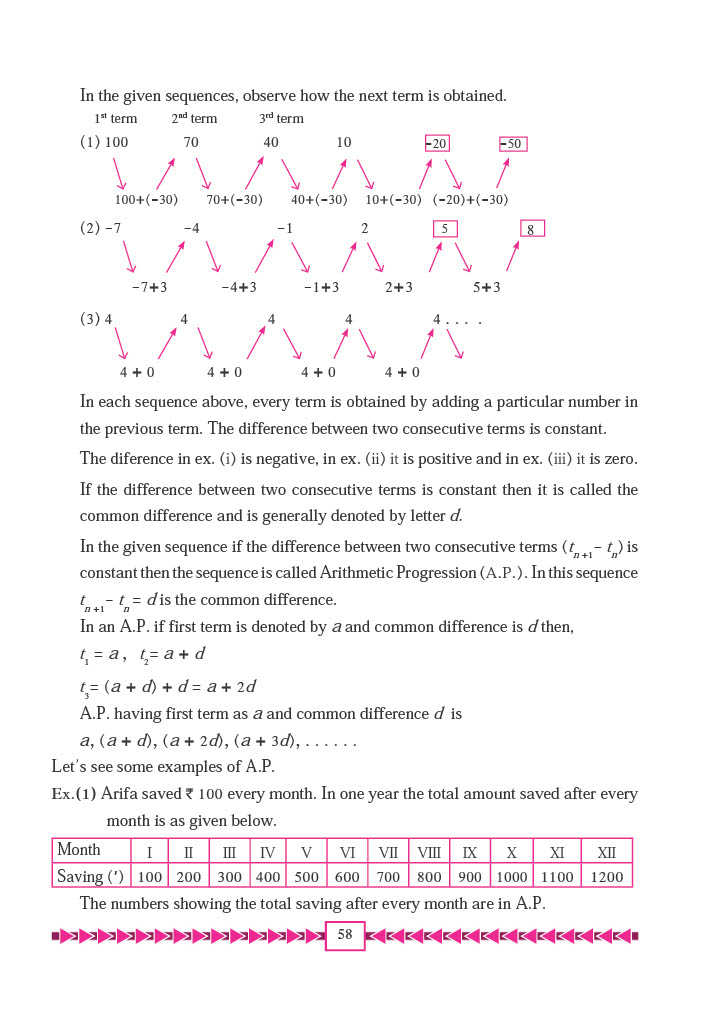 In the given sequences, observe how the next term is obtained.
1st term 2nd term 3rd term
(1) 100 70 40 10 -20 -50
100+(-30) 70+(-30) 40+(-30) 10+(-30) (-20)+(-30)
(2) -7 -4 -1 2 5 8
-7+3 -4+3 -1+3 2+3 5+3
(3) 4 4 4 4 4 . . . .
4 + 0 4 + 0 4 + 0 4 + 0
In each sequence above, every term is obtained by adding a particular number in
the previous term. The difference between two consecutive terms is constant.
The diference in ex. (i) is negative, in ex. (ii) it is positive and in ex. (iii) it is zero.
If the difference between two consecutive terms is constant then it is called the
common difference and is generally denoted by letter d.
In the given sequence if the difference between two consecutive terms (tn+1- tn) is
constant then the sequence is called Arithmetic Progression (A.P.). In this sequence
tn+1- tn= d is the common difference.
In an A.P. if first term is denoted by a and common difference is d then,
t1 = a , t2= a + d
t3= (a + d) + d = a + 2d
A.P. having first term as a and common difference d is
a, (a + d), (a + 2d), (a + 3d), . . . . . .
Let's see some examples of A.P.
Ex.(1) Arifa saved ₹ 100 every month. In one year the total amount saved after every
month is as given below.
Month I II III IV V VI VII VIII IX X XI XII
Saving (') 100 200 300 400 500 600 700 800 900 1000 1100 1200
The numbers showing the total saving after every month are in A.P.
58